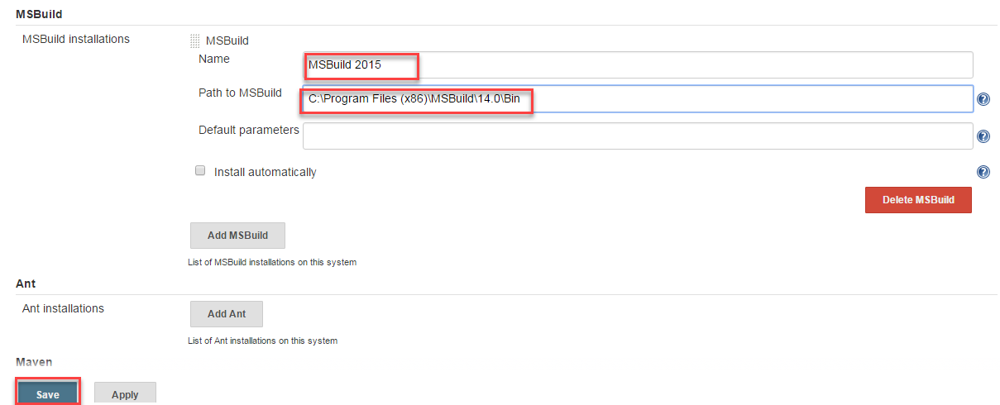 MSBuild
MSBuild installations
MSBuild
Name
MSBuild 2015
Path to MSBuild
C:\Program Files (x86)\MSBuild\14.0\Bin
?
Default parameters
?
Install automatically
?
Delete MSBuild
Add MSBuild
List of MSBuild installations on this system
Ant
Ant installations
Add Ant
List of Ant installations on this system
Maven
Save
Apply